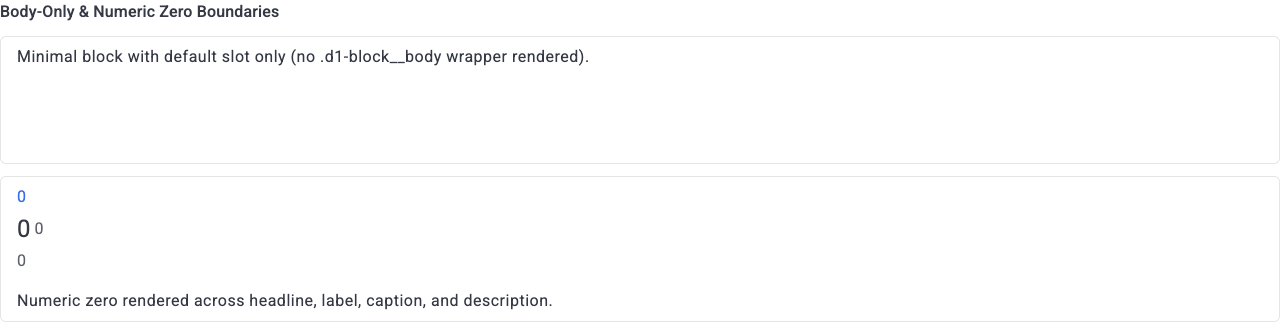 Body-Only & Numeric Zero Boundaries
Minimal block with default slot only (no .d1-block__body wrapper rendered).
0
0 0
0
Numeric zero rendered across headline, label, caption, and description.